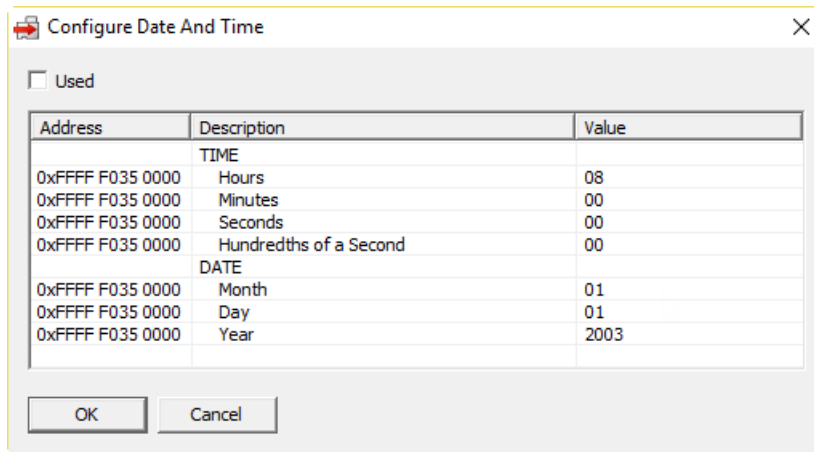 Configure Date And Time
Used
Address Description Value
TIME
0xFFFF F035 0000 Hours 08
0xFFFF F035 0000 Minutes 00
0xFFFF F035 0000 Seconds 00
0xFFFF F035 0000 Hundredths of a Second 00
DATE
0xFFFF F035 0000 Month 01
0xFFFF F035 0000 Day 01
0xFFFF F035 0000 Year 2003
OK Cancel